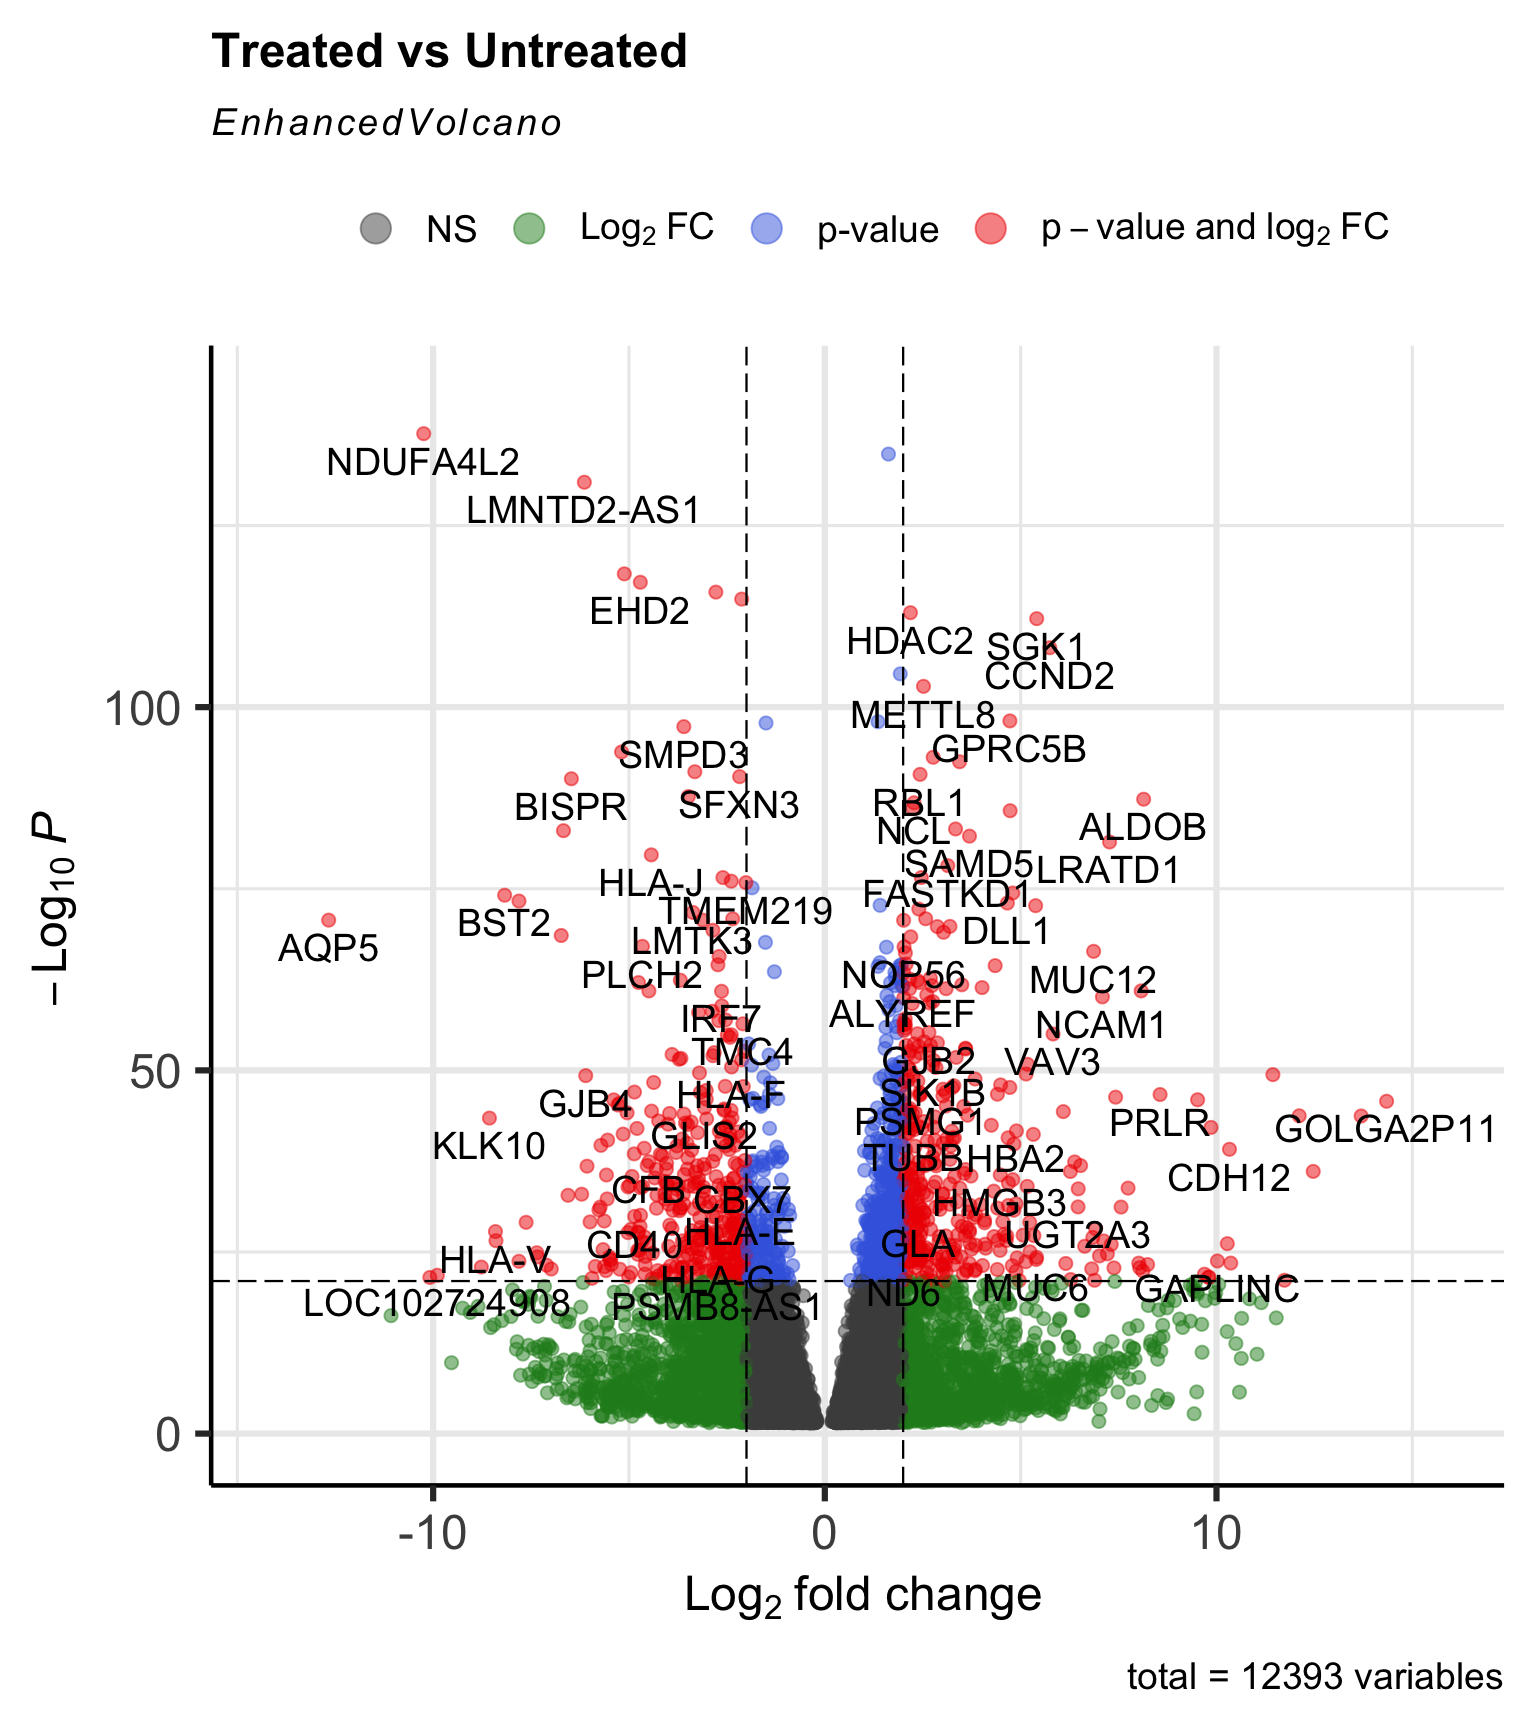 Treated vs Untreated
EnhancedVolcano
NS Log2 FC p-value p – value and log2 FC
NDUFA4L2
LMNTD2-AS1
EHD2
HDAC2
SGK1
CCND2
METTL8
GPRC5B
SMPD3
SFXN3
BISPR
RBL1
NCL
ALDOB
SAMD5
LRATD1
HLA-J
FASTKD1
TMEM219
BST2
DLL1
LMTK3
AQP5
PLCH2
NOP56
MUC12
IRF7
ALYREF
NCAM1
TMC4
GJB2
VAV3
HLA-F
SIK1B
GJB4
PSMG1
PRLR
GOLGA2P11
GLIS2
KLK10
TUBB
HBA2
CDH12
CFB
CBX7
HMGB3
HLA-E
UGT2A3
CD40
GLA
HLA-V
HLA-G
ND6
MUC6
GAPLINC
LOC102724908
PSMB8-AS1
100
50
0
–Log10 P
-10 0 10
Log2 fold change
total = 12393 variables